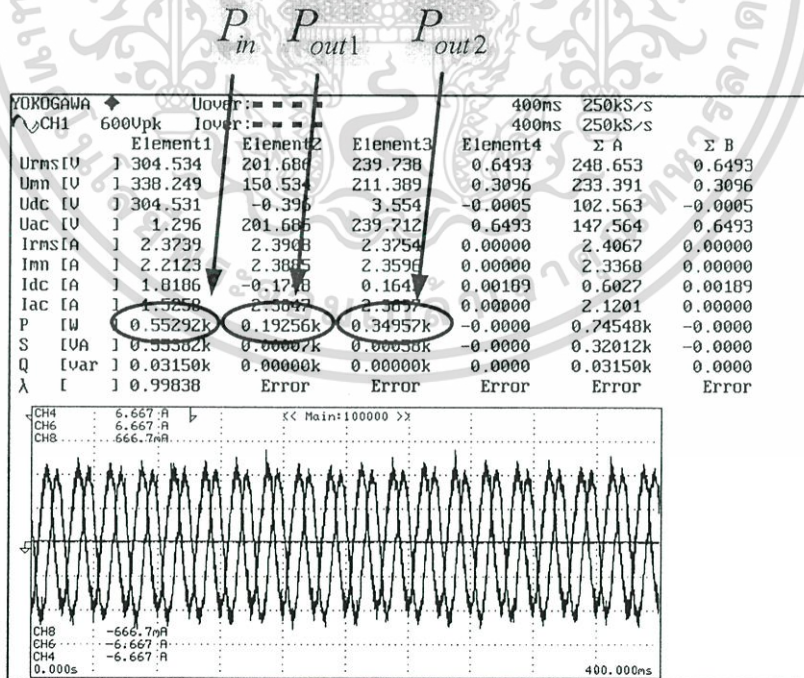 P_in P_out1 P_out2
YOKOGAWA Uover: 400ms 250kS/s
CH1 600Vpk Iover: 400ms 250kS/s
Element1 Element2 Element3 Element4 Σ A Σ B
Urms[V ] 304.534 201.686 239.738 0.6493 248.653 0.6493
Umn [V ] 338.249 150.534 211.389 0.3096 233.391 0.3096
Udc [V ] 304.531 -0.396 3.554 -0.0005 102.563 -0.0005
Uac [V ] 1.296 201.686 239.712 0.6493 147.564 0.6493
Irms[A ] 2.3739 2.3908 2.3754 0.00000 2.4067 0.00000
Imn [A ] 2.2123 2.3596 0.00000 2.3368 0.00000
Idc [A ] 1.8186 0.00189 0.6027 0.00189
Iac [A ] 1.5258 0.00000 2.1201 0.00000
P [W ] 0.55292k 0.19256k 0.34957k -0.0000 0.74548k -0.0000
S [VA ] 0.00007k -0.0000 0.32012k -0.0000
Q [var ] 0.03150k 0.00000k 0.00000k 0.0000 0.03150k 0.0000
λ [ ] 0.99838 Error Error Error Error Error
CH4 6.667 A << Main:100000 >>
CH6 6.667 A
CH8 666.7mA
CH8 -666.7mA
CH6 -6.667 A
CH4 -6.667 A
0.000s 400.000ms